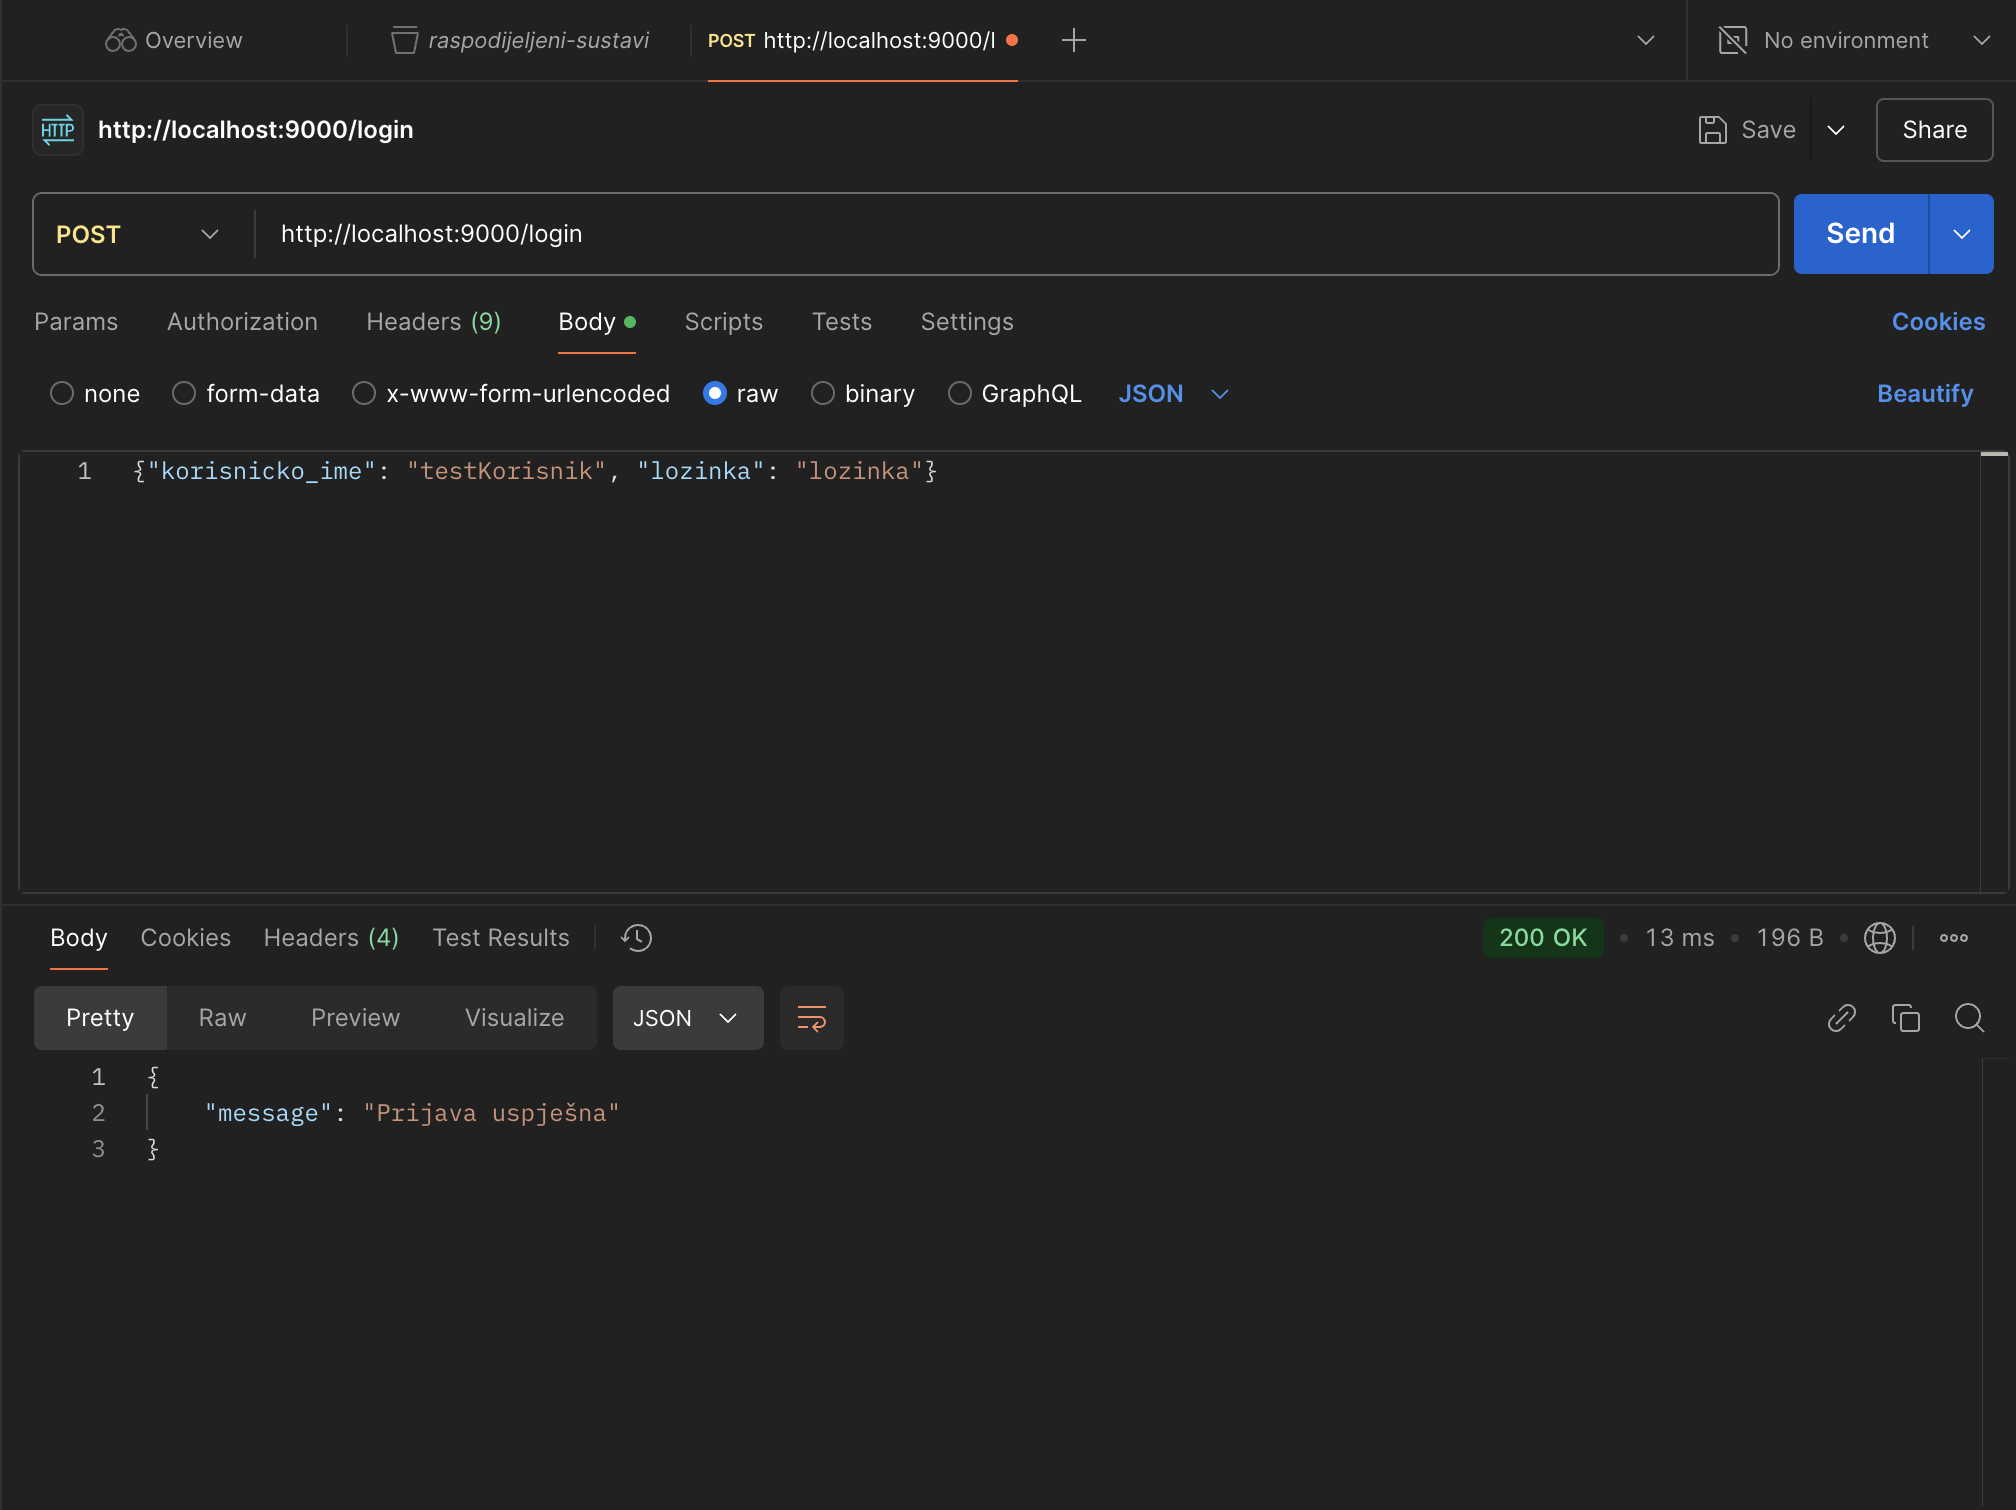 Overview raspodijeljeni-sustavi POST http://localhost:9000/l No environment
HTTP http://localhost:9000/login Save Share
POST http://localhost:9000/login Send
Params Authorization Headers (9) Body Scripts Tests Settings Cookies
none form-data x-www-form-urlencoded raw binary GraphQL JSON Beautify
1 {"korisnicko_ime": "testKorisnik", "lozinka": "lozinka"}
Body Cookies Headers (4) Test Results 200 OK 13 ms 196 B
Pretty Raw Preview Visualize JSON
1 {
2 "message": "Prijava uspješna"
3 }